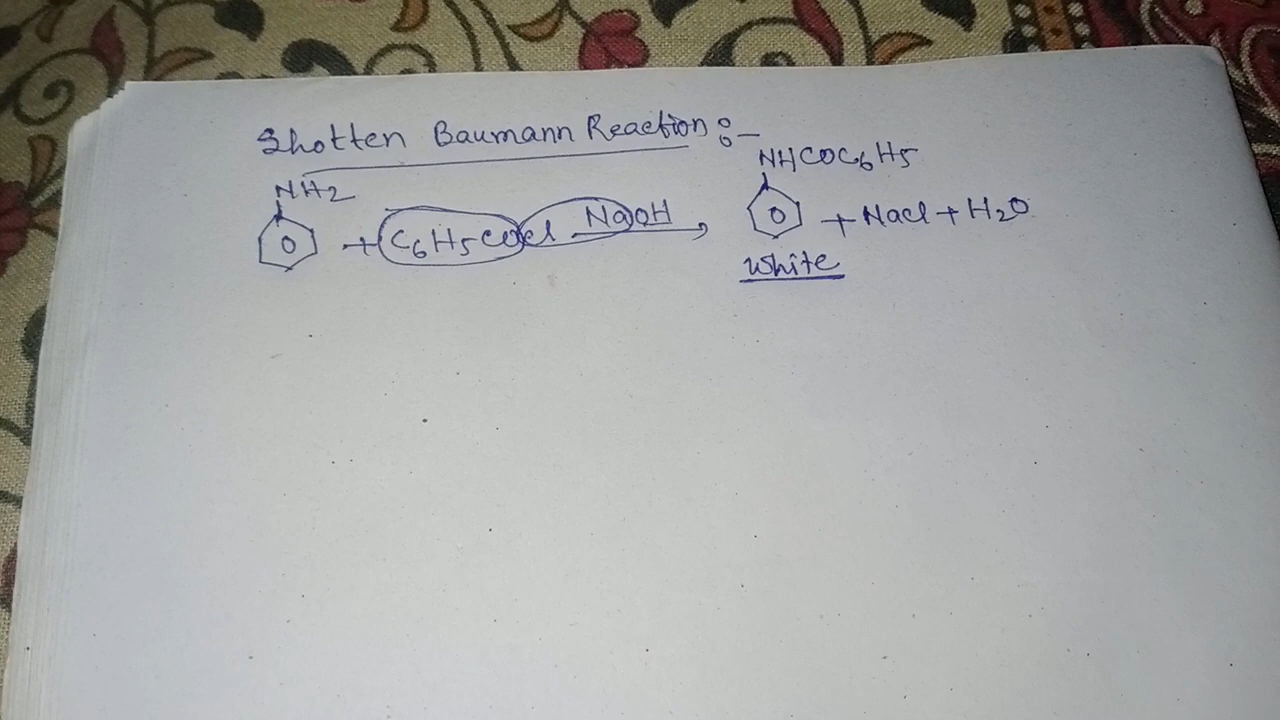 Shotten Baumann Reaction :-
NH2 NHCOC6H5
+ C6H5COCl NaOH → + NaCl + H2O
White